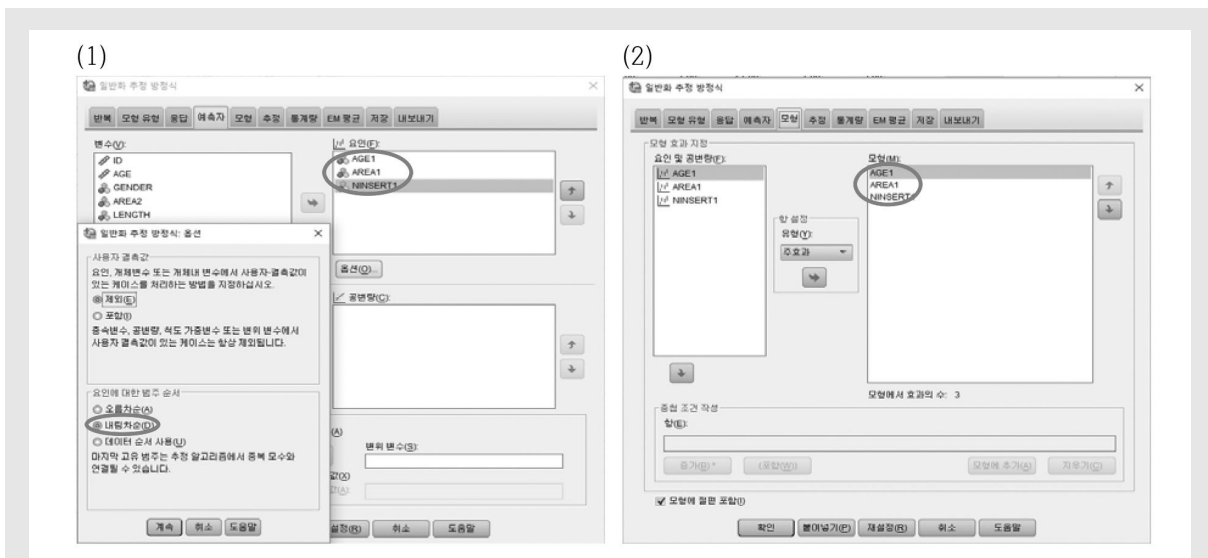 (1)
일반화 추정 방정식
반복 모형 유형 응답 예측자 모형 추정 통계량 EM 평균 저장 내보내기
변수(V):
ID
AGE
GENDER
AREA2
LENGTH
요인(F):
AGE1
AREA1
NINSERT1
옵션(O)...
공변량(C):
일반화 추정 방정식: 옵션
사용자 결측값
요인, 개체변수 또는 개체내 변수에서 사용자-결측값이
있는 케이스를 처리하는 방법을 지정하십시오.
제외(E)
포함(I)
종속변수, 공변량, 척도 가중변수 또는 변위 변수에서
사용자 결측값이 있는 케이스는 항상 제외됩니다.
요인에 대한 범주 순서
오름차순(A)
내림차순(D)
데이터 순서 사용(U)
마지막 고유 범주는 추정 알고리즘에서 중복 모수와
연결될 수 있습니다.
계속 취소 도움말
(A)
변위 변수(S):
값(X)
값(A):
설정(R) 취소 도움말
(2)
일반화 추정 방정식
반복 모형 유형 응답 예측자 모형 추정 통계량 EM 평균 저장 내보내기
모형 효과 지정
요인 및 공변량(F):
AGE1
AREA1
NINSERT1
항 설정
유형(Y):
주효과
모형(M):
AGE1
AREA1
NINSERT1
모형에서 효과의 수: 3
중첩 조건 작성
항(E):
증가(B) *
(포함(W))
모형에 추가(A)
지우기(C)
모형에 절편 포함(I)
확인 붙여넣기(P) 재설정(R) 취소 도움말